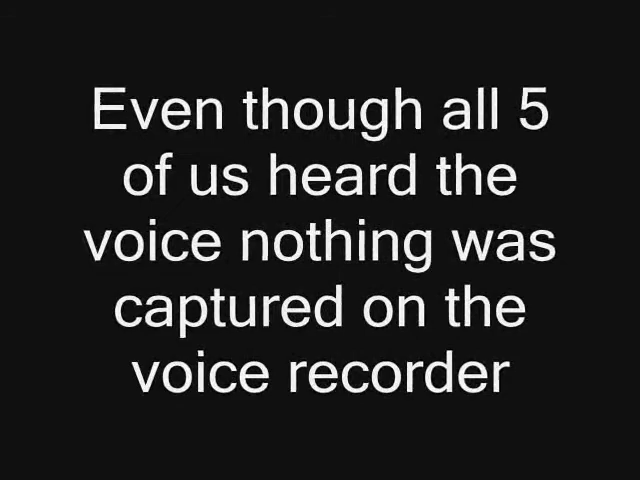 Even though all 5
of us heard the
voice nothing was
captured on the
voice recorder